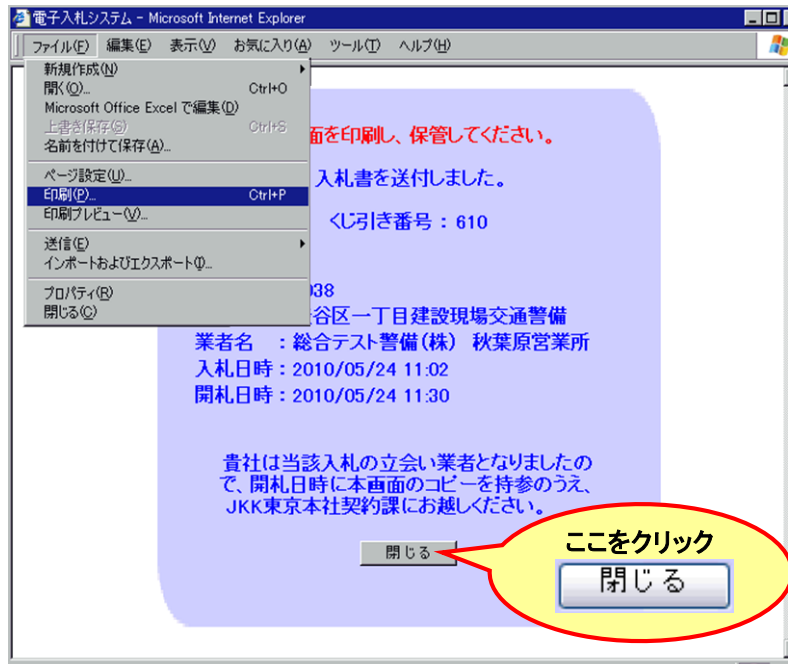 電子入札システム - Microsoft Internet Explorer
ファイル(F) 編集(E) 表示(V) お気に入り(A) ツール(T) ヘルプ(H)
新規作成(N)
開く(O)... Ctrl+O
Microsoft Office Excel で編集(D)
上書き保存(S) Ctrl+S
名前を付けて保存(A)...
ページ設定(U)...
印刷(P)... Ctrl+P
印刷プレビュー(V)...
送信(E)
インポートおよびエクスポート(I)...
プロパティ(R)
閉じる(C)
面を印刷し、保管してください。
入札書を送付しました。
くじ引き番号：610
038
谷区一丁目建設現場交通警備
業者名 ：総合テスト警備(株) 秋葉原営業所
入札日時：2010/05/24 11:02
開札日時：2010/05/24 11:30
貴社は当該入札の立会い業者となりましたの
で、開札日時に本画面のコピーを持参のうえ、
JKK東京本社契約課にお越しください。
閉じる
ここをクリック
閉じる